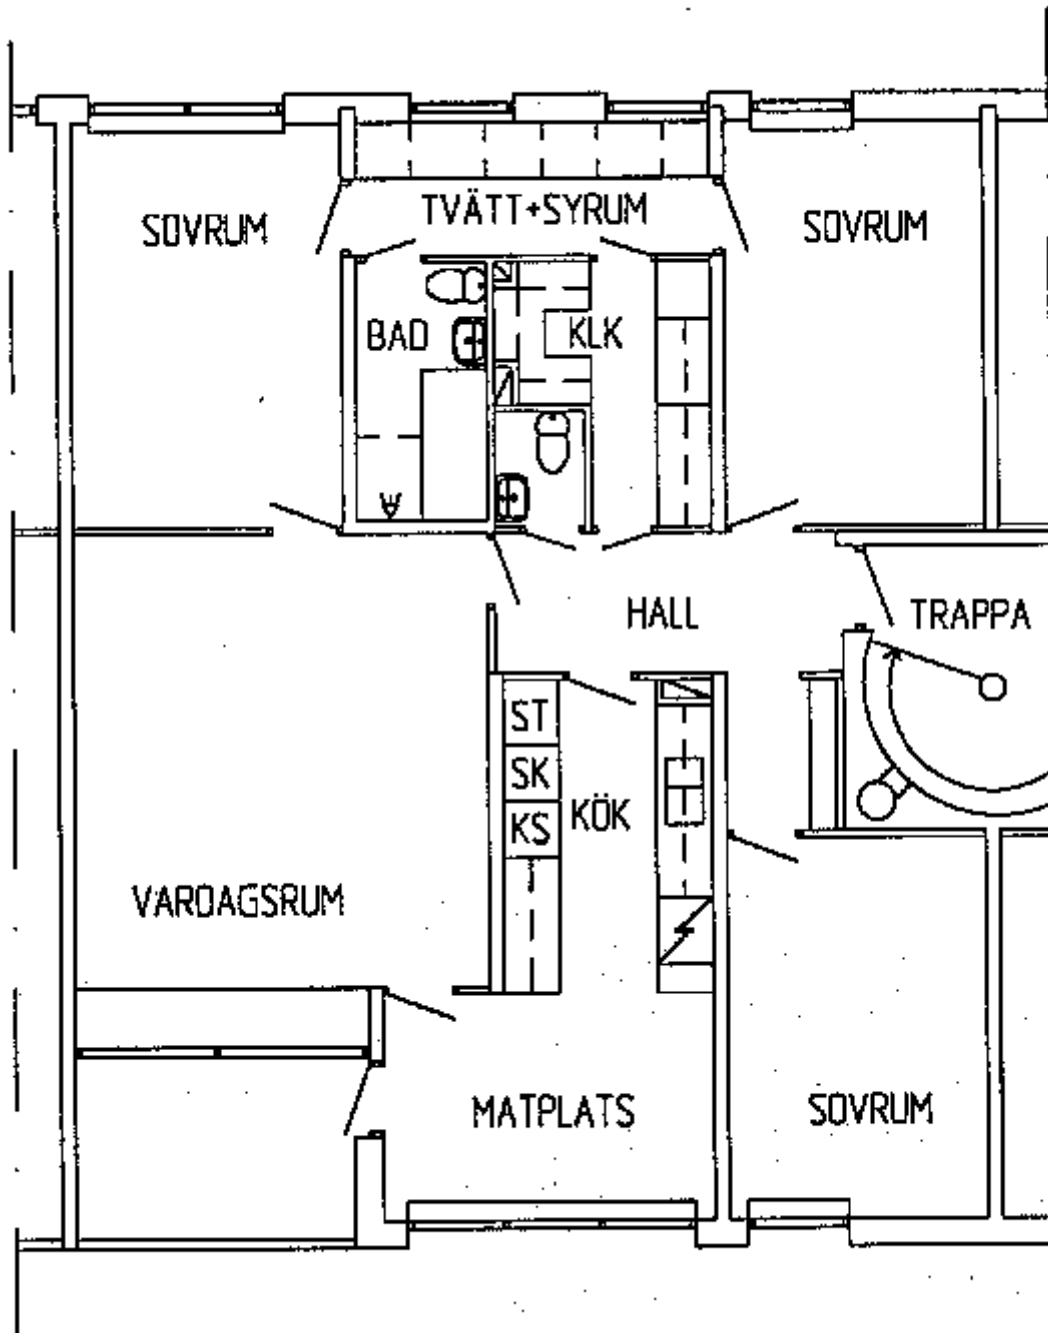 SOVRUM
TVÄTT+SYRUM
SOVRUM
BAD
KLK
HALL
TRAPPA
ST
SK
KÖK
KS
VARDAGSRUM
MATPLATS
SOVRUM